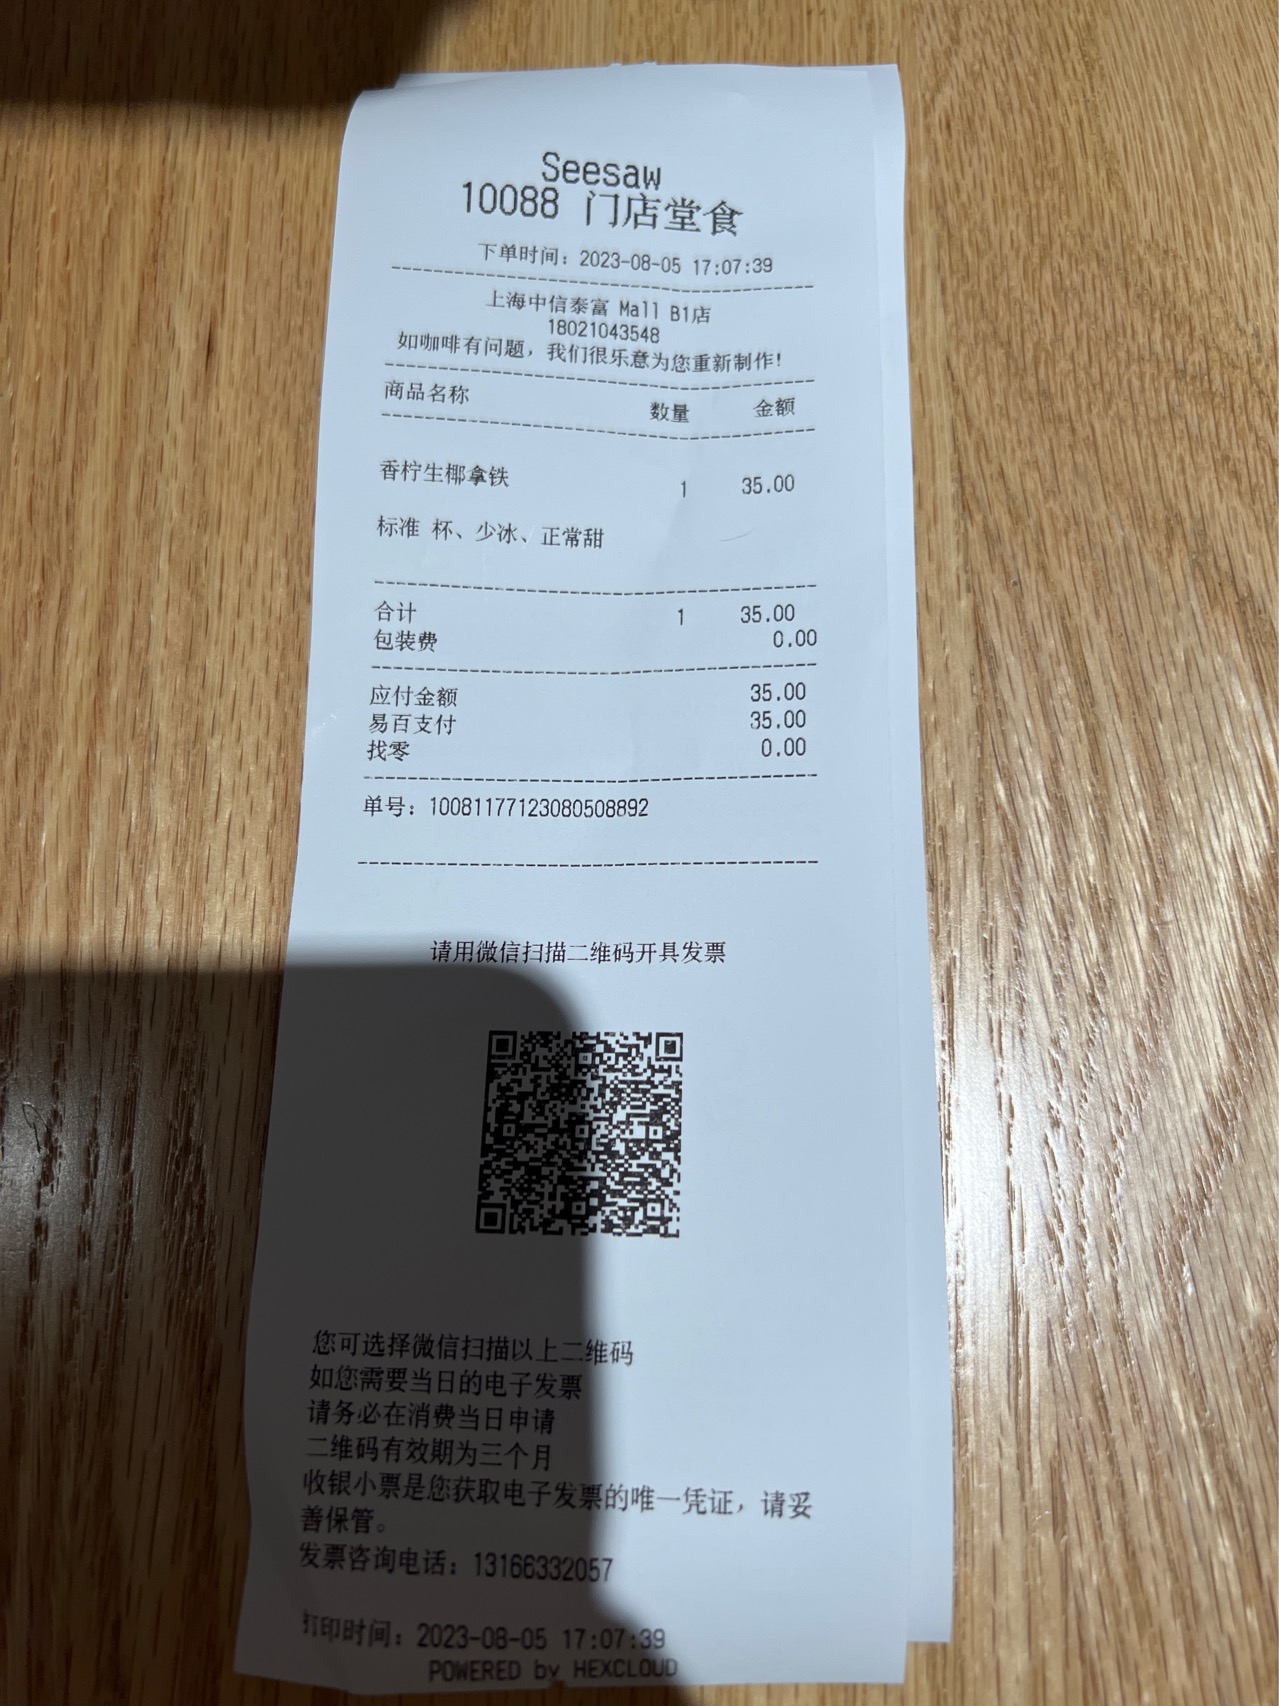 Seesaw
10088 门店堂食
下单时间：2023-08-05 17:07:39
上海中信泰富 Mall B1店
18021043548
如咖啡有问题，我们很乐意为您重新制作！
商品名称 数量 金额
香柠生椰拿铁 1 35.00
标准 杯、少冰、正常甜
合计 1 35.00
包装费 0.00
应付金额 35.00
易百支付 35.00
找零 0.00
单号：10081177123080508892
请用微信扫描二维码开具发票
您可选择微信扫描以上二维码
如您需要当日的电子发票
请务必在消费当日申请
二维码有效期为三个月
收银小票是您获取电子发票的唯一凭证，请妥
善保管。
发票咨询电话：13166332057
打印时间：2023-08-05 17:07:39
POWERED by HEXCLOUD